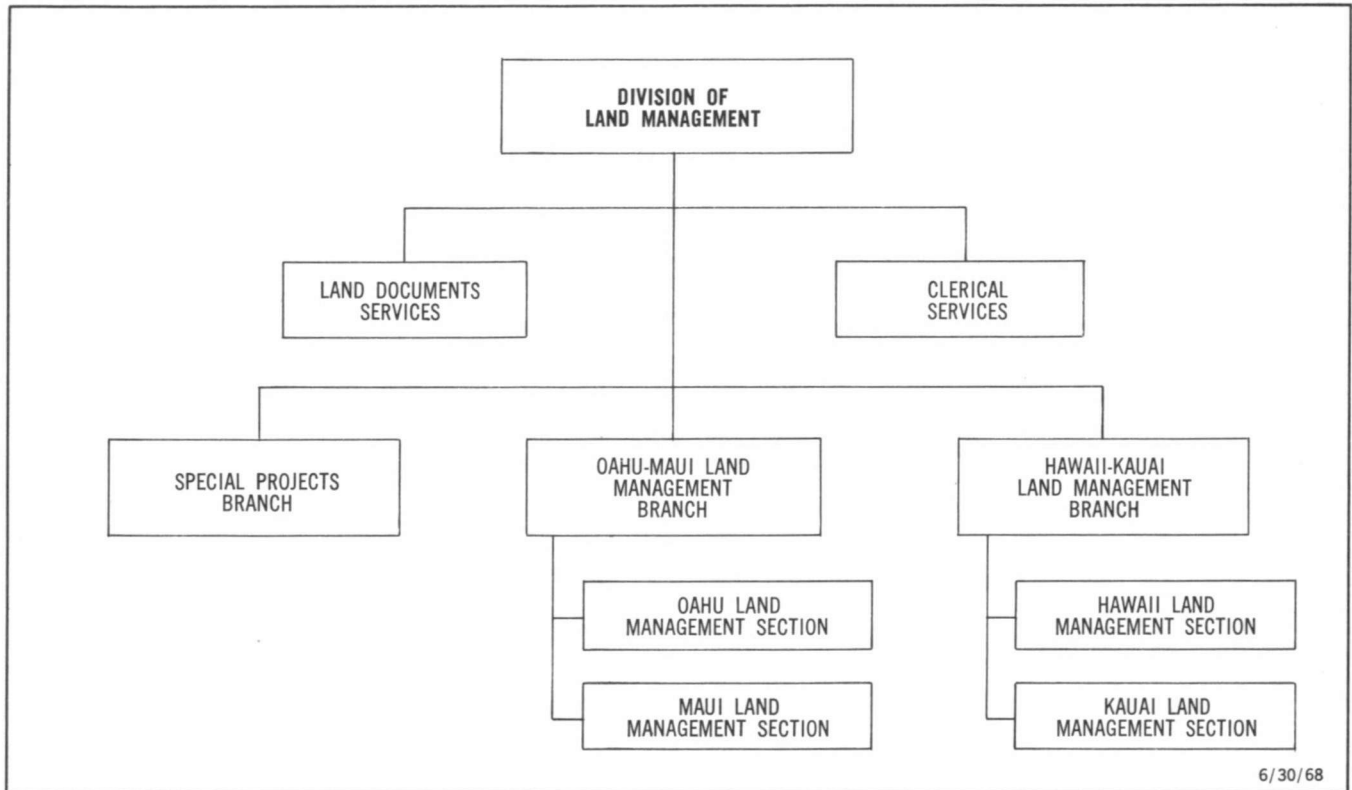 DIVISION OF
LAND MANAGEMENT
LAND DOCUMENTS
SERVICES
CLERICAL
SERVICES
SPECIAL PROJECTS
BRANCH
OAHU-MAUI LAND
MANAGEMENT
BRANCH
HAWAII-KAUAI
LAND MANAGEMENT
BRANCH
OAHU LAND
MANAGEMENT SECTION
HAWAII LAND
MANAGEMENT SECTION
MAUI LAND
MANAGEMENT SECTION
KAUAI LAND
MANAGEMENT SECTION
6/30/68